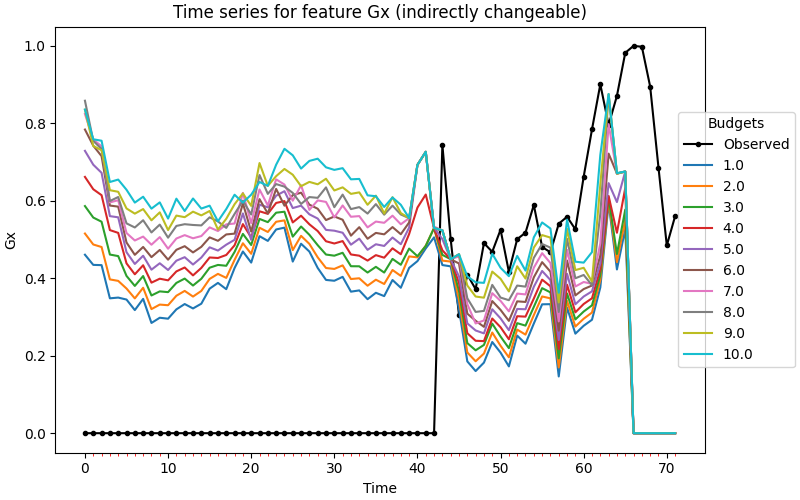 Time series for feature Gx (indirectly changeable)
1.0
0.8
0.6
0.4
0.2
0.0
Gx
0 10 20 30 40 50 60 70
Time
Budgets
Observed
1.0
2.0
3.0
4.0
5.0
6.0
7.0
8.0
9.0
10.0